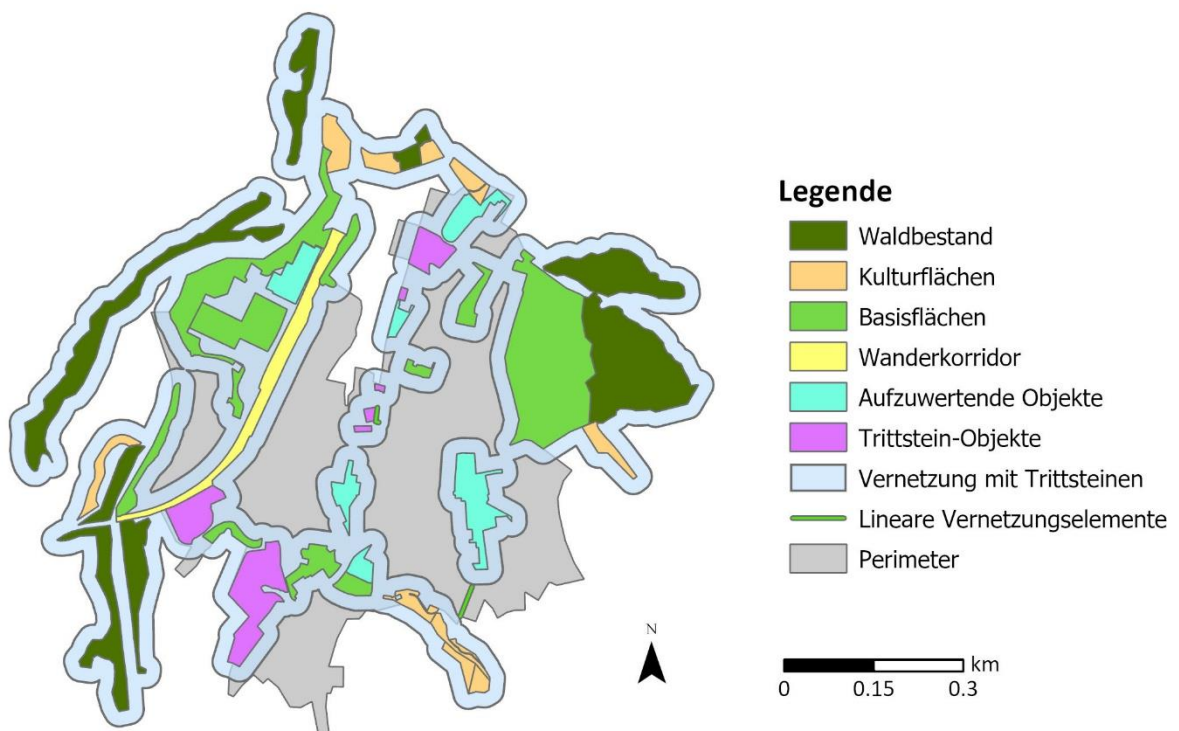 Legende
Waldbestand
Kulturflächen
Basisflächen
Wanderkorridor
Aufzuwertende Objekte
Trittstein-Objekte
Vernetzung mit Trittsteinen
Lineare Vernetzungselemente
Perimeter
N
km
0 0.15 0.3